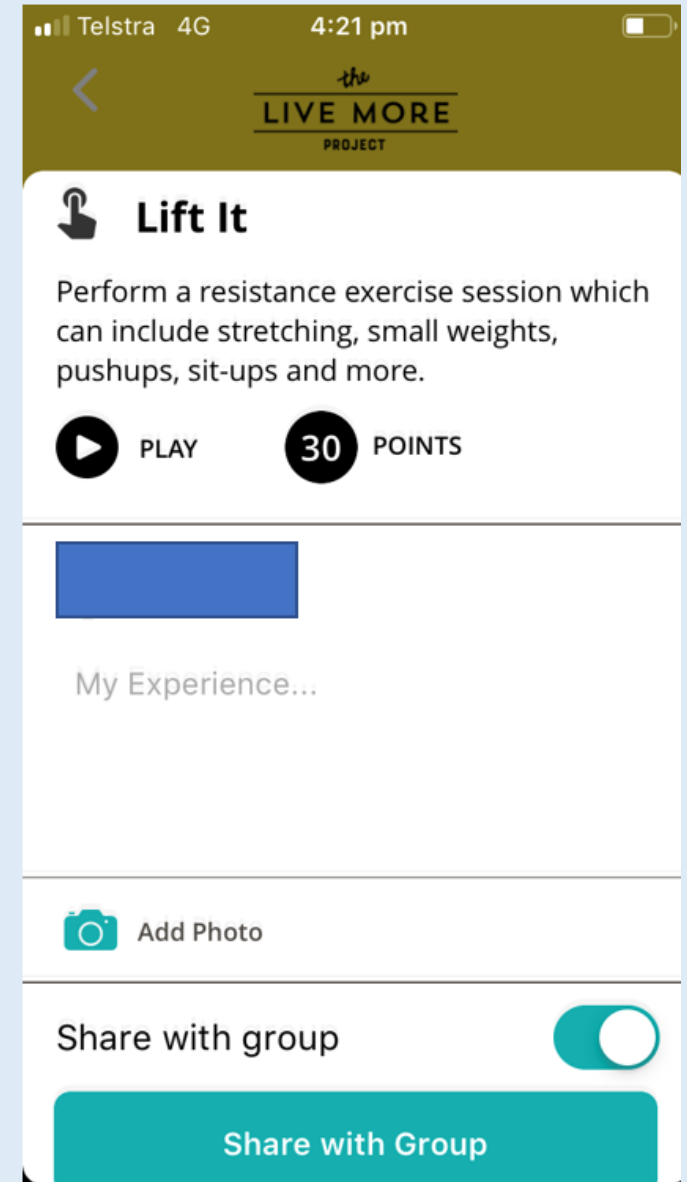 Telstra 4G 4:21 pm
the
LIVE MORE
PROJECT
Lift It
Perform a resistance exercise session which
can include stretching, small weights,
pushups, sit-ups and more.
PLAY 30 POINTS
My Experience...
Add Photo
Share with group
Share with Group